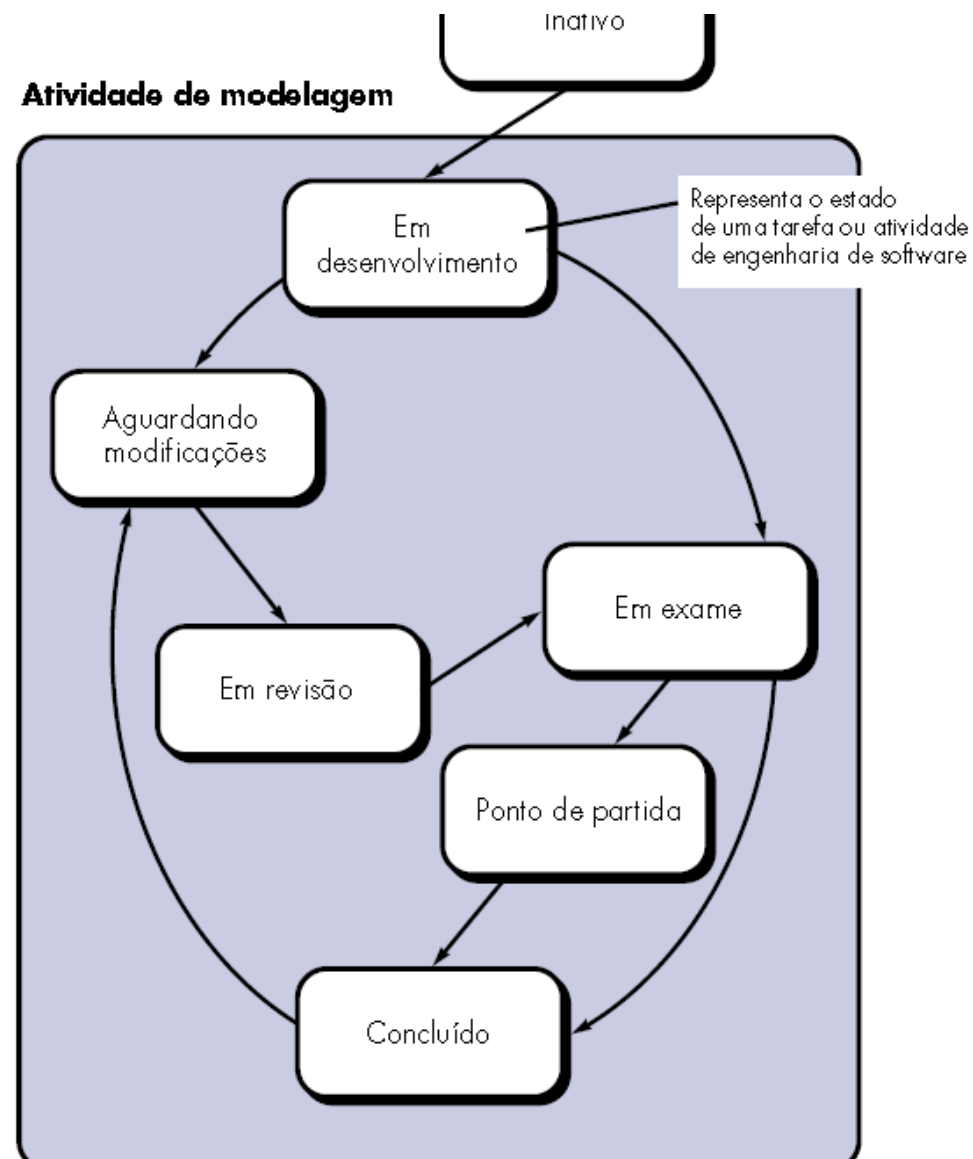 Inativo
Atividade de modelagem
Em
desenvolvimento
Representa o estado
de uma tarefa ou atividade
de engenharia de software
Aguardando
modificações
Em exame
Em revisão
Ponto de partida
Concluído